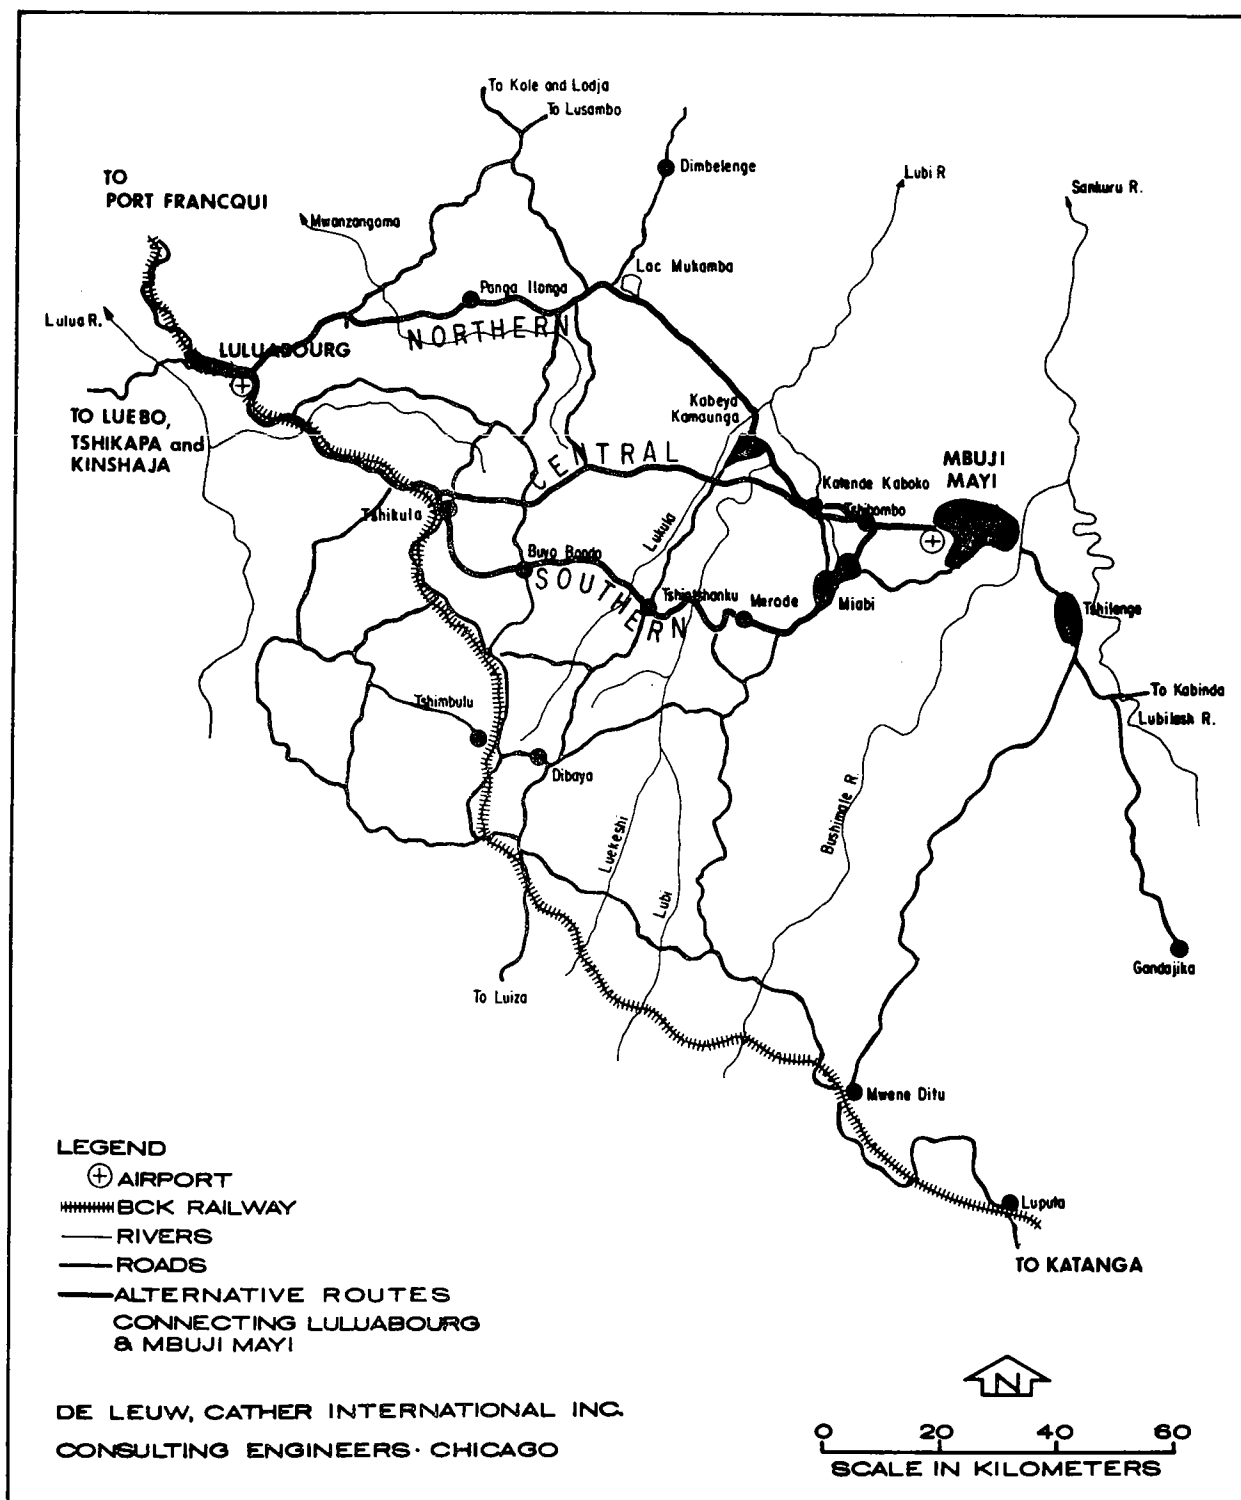 To Kole and Lodja
To Lusambo
Dimbelenge
TO
PORT FRANCQUI
Lubi R
Sankuru R.
Mwanzangoma
Lac Mukamba
Panga Ilonga
Lulua R.
NORTHERN
LULUABOURG
TO LUEBO,
TSHIKAPA and
KINSHAJA
Kabeya
Kamaunga
CENTRAL
MBUJI
MAYI
Katende Kaboko
Tshibombo
Tshikula
Lukula
Buyo Bondo
SOUTHERN
Tshintshanku
Merode
Miabi
Tshilenge
Tshimbulu
To Kabinda
Lubilash R.
Dibaya
Bushimaie R.
Luekeshi
Lubi
Gandajika
To Luiza
Mwene Ditu
Luputa
TO KATANGA
LEGEND
AIRPORT
BCK RAILWAY
RIVERS
ROADS
ALTERNATIVE ROUTES
CONNECTING LULUABOURG
& MBUJI MAYI
N
DE LEUW, CATHER INTERNATIONAL INC.
CONSULTING ENGINEERS · CHICAGO
0 20 40 60
SCALE IN KILOMETERS